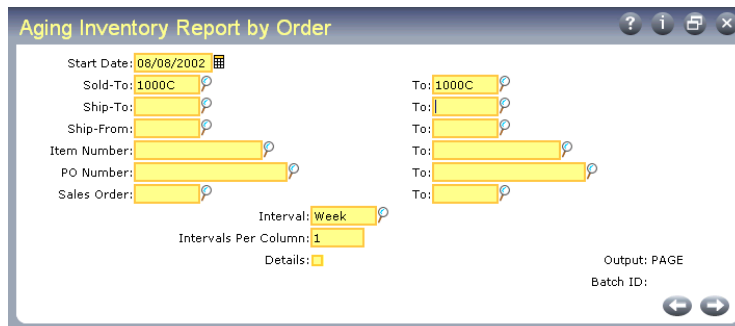 Aging Inventory Report by Order
Start Date: 08/08/2002
Sold-To: 1000C To: 1000C
Ship-To: To:
Ship-From: To:
Item Number: To:
PO Number: To:
Sales Order: To:
Interval: Week
Intervals Per Column: 1
Details:
Output: PAGE
Batch ID: